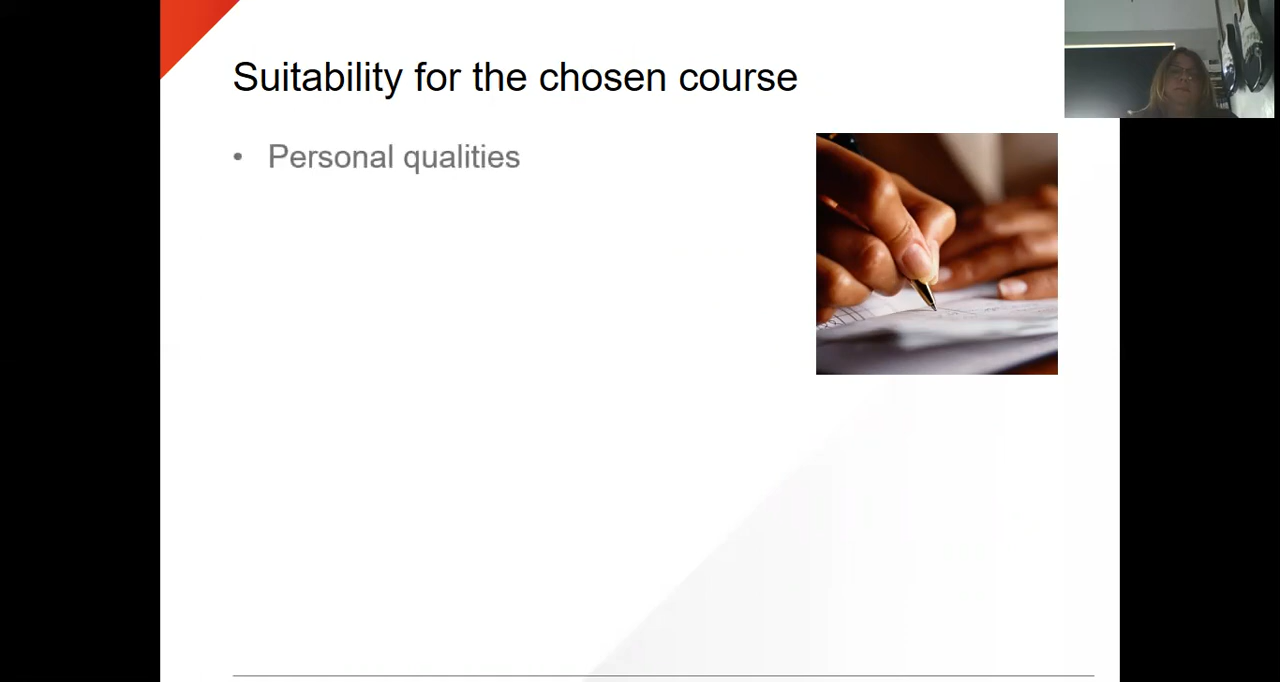 Suitability for the chosen course
• Personal qualities